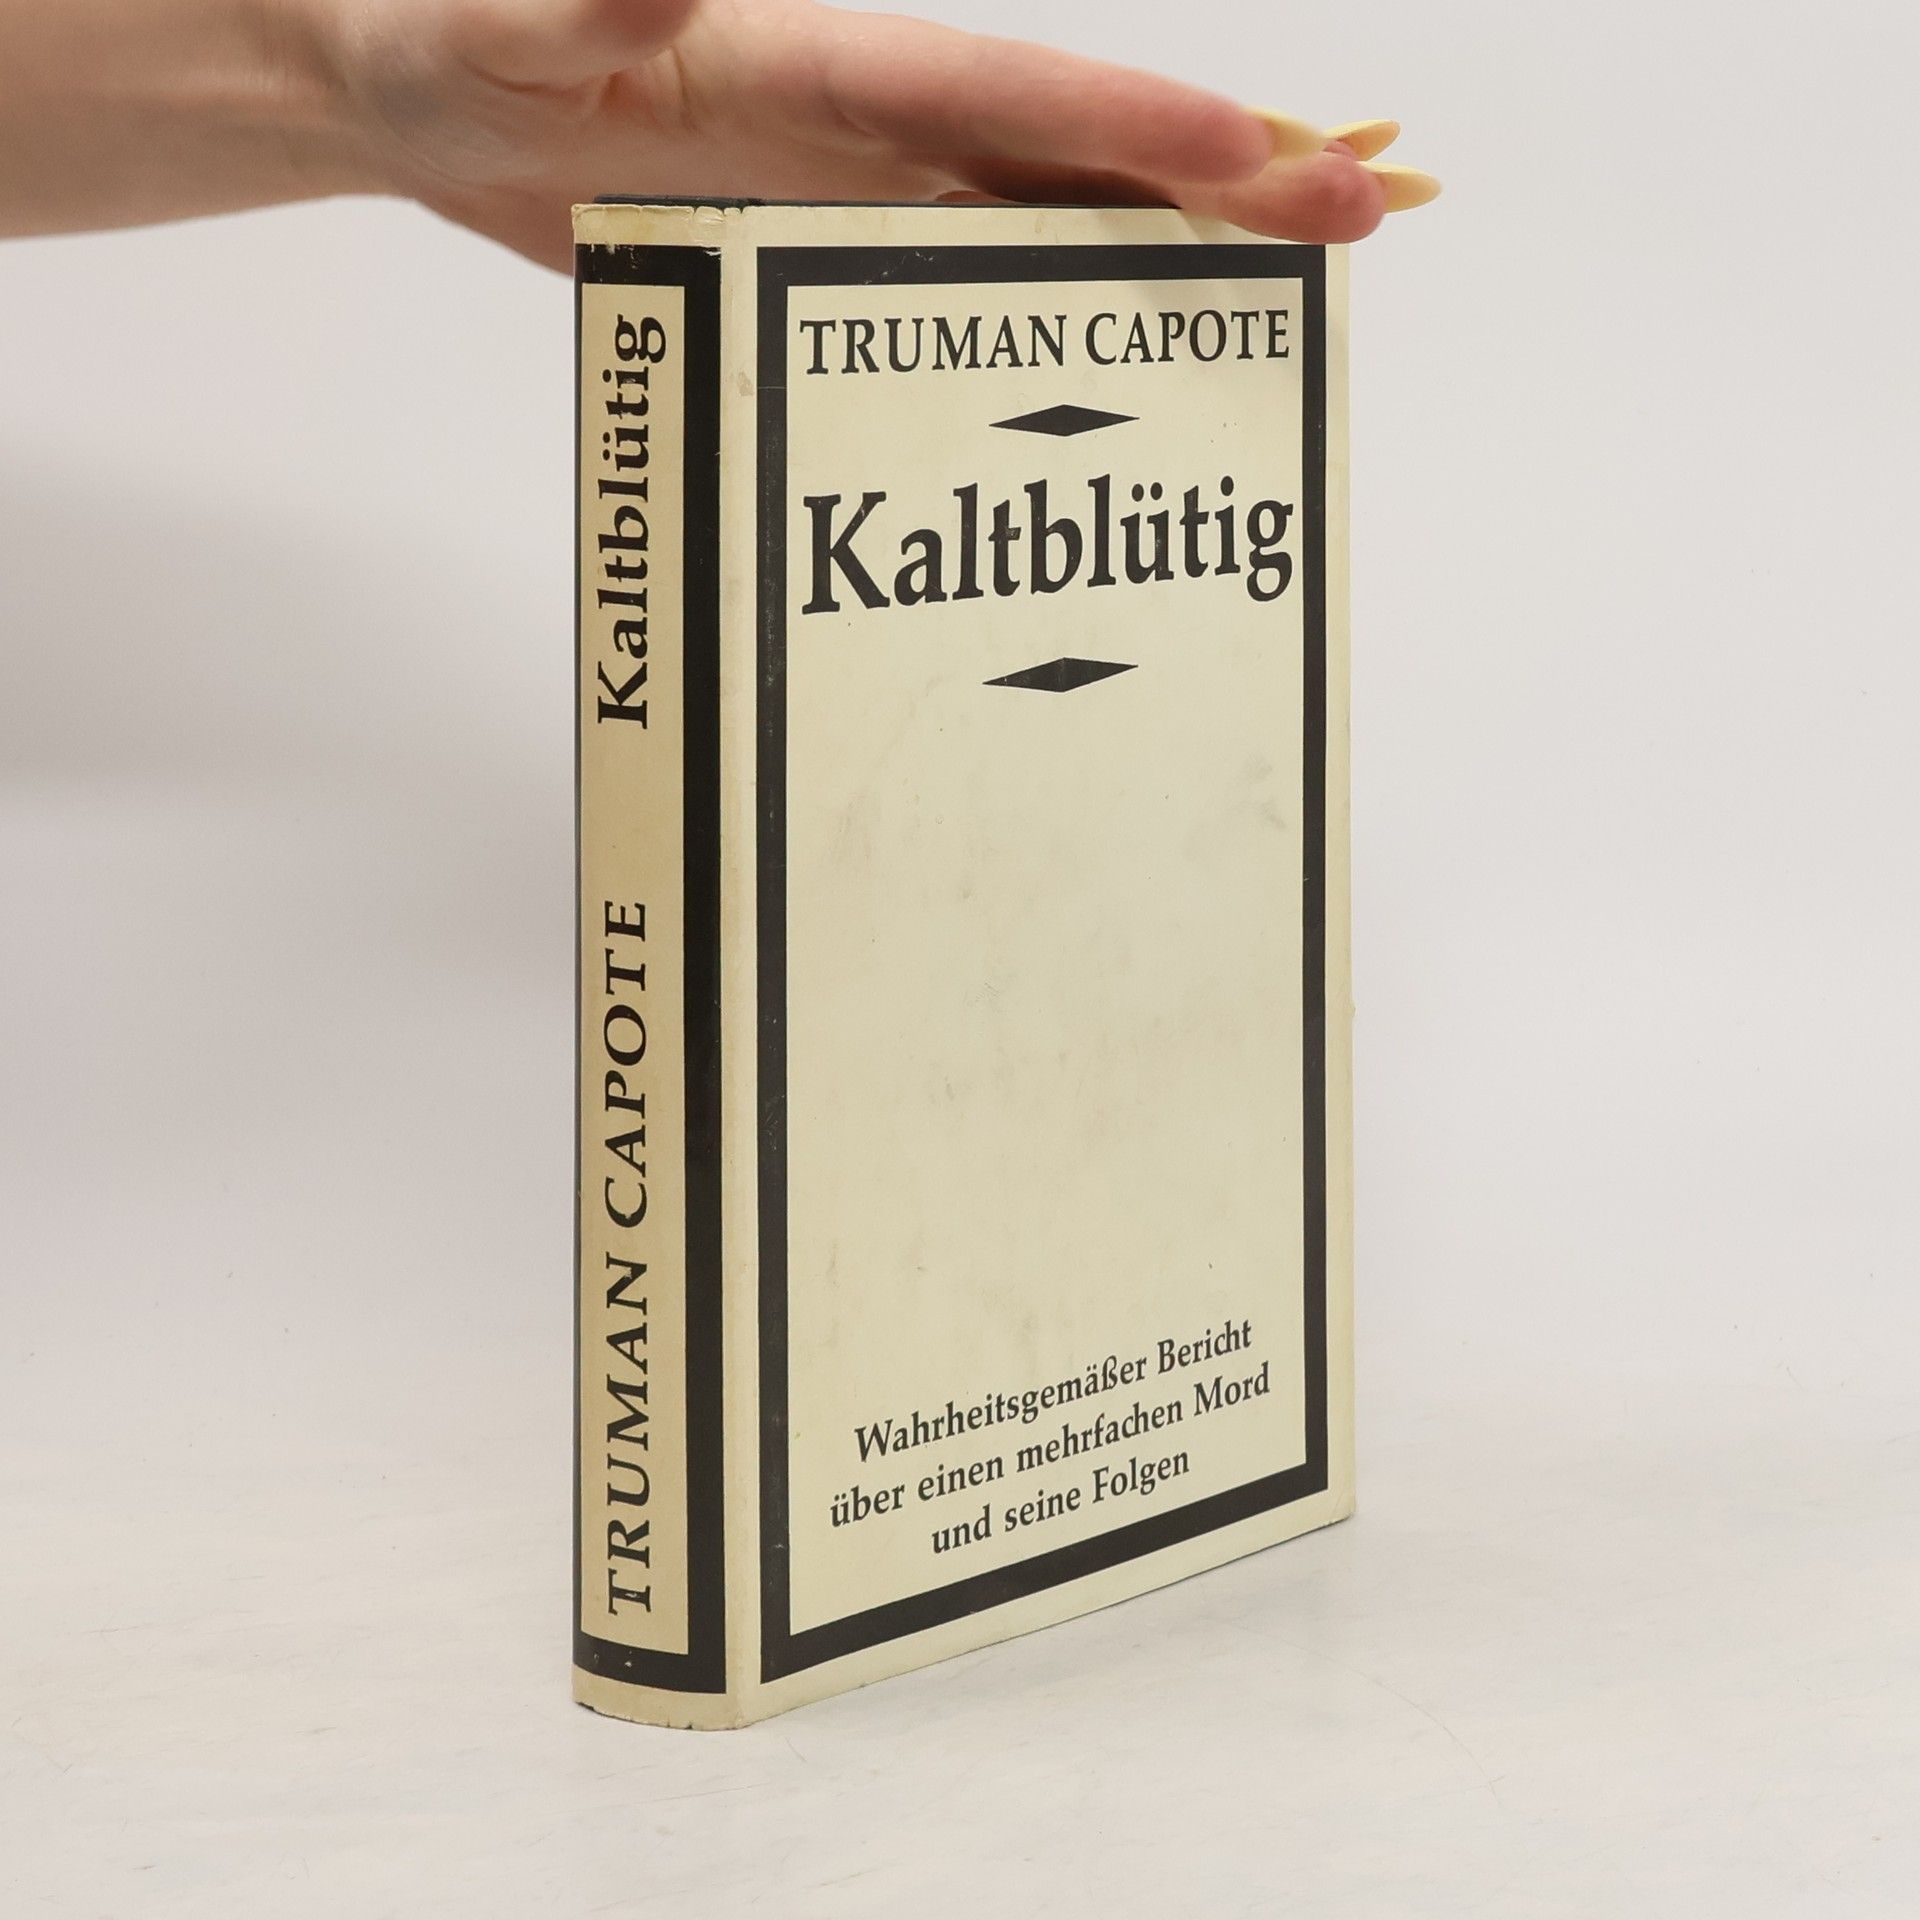 Kaltblütig
TRUMAN CAPOTE
TRUMAN CAPOTE
Kaltblütig
Wahrheitsgemäßer Bericht
über einen mehrfachen Mord
und seine Folgen